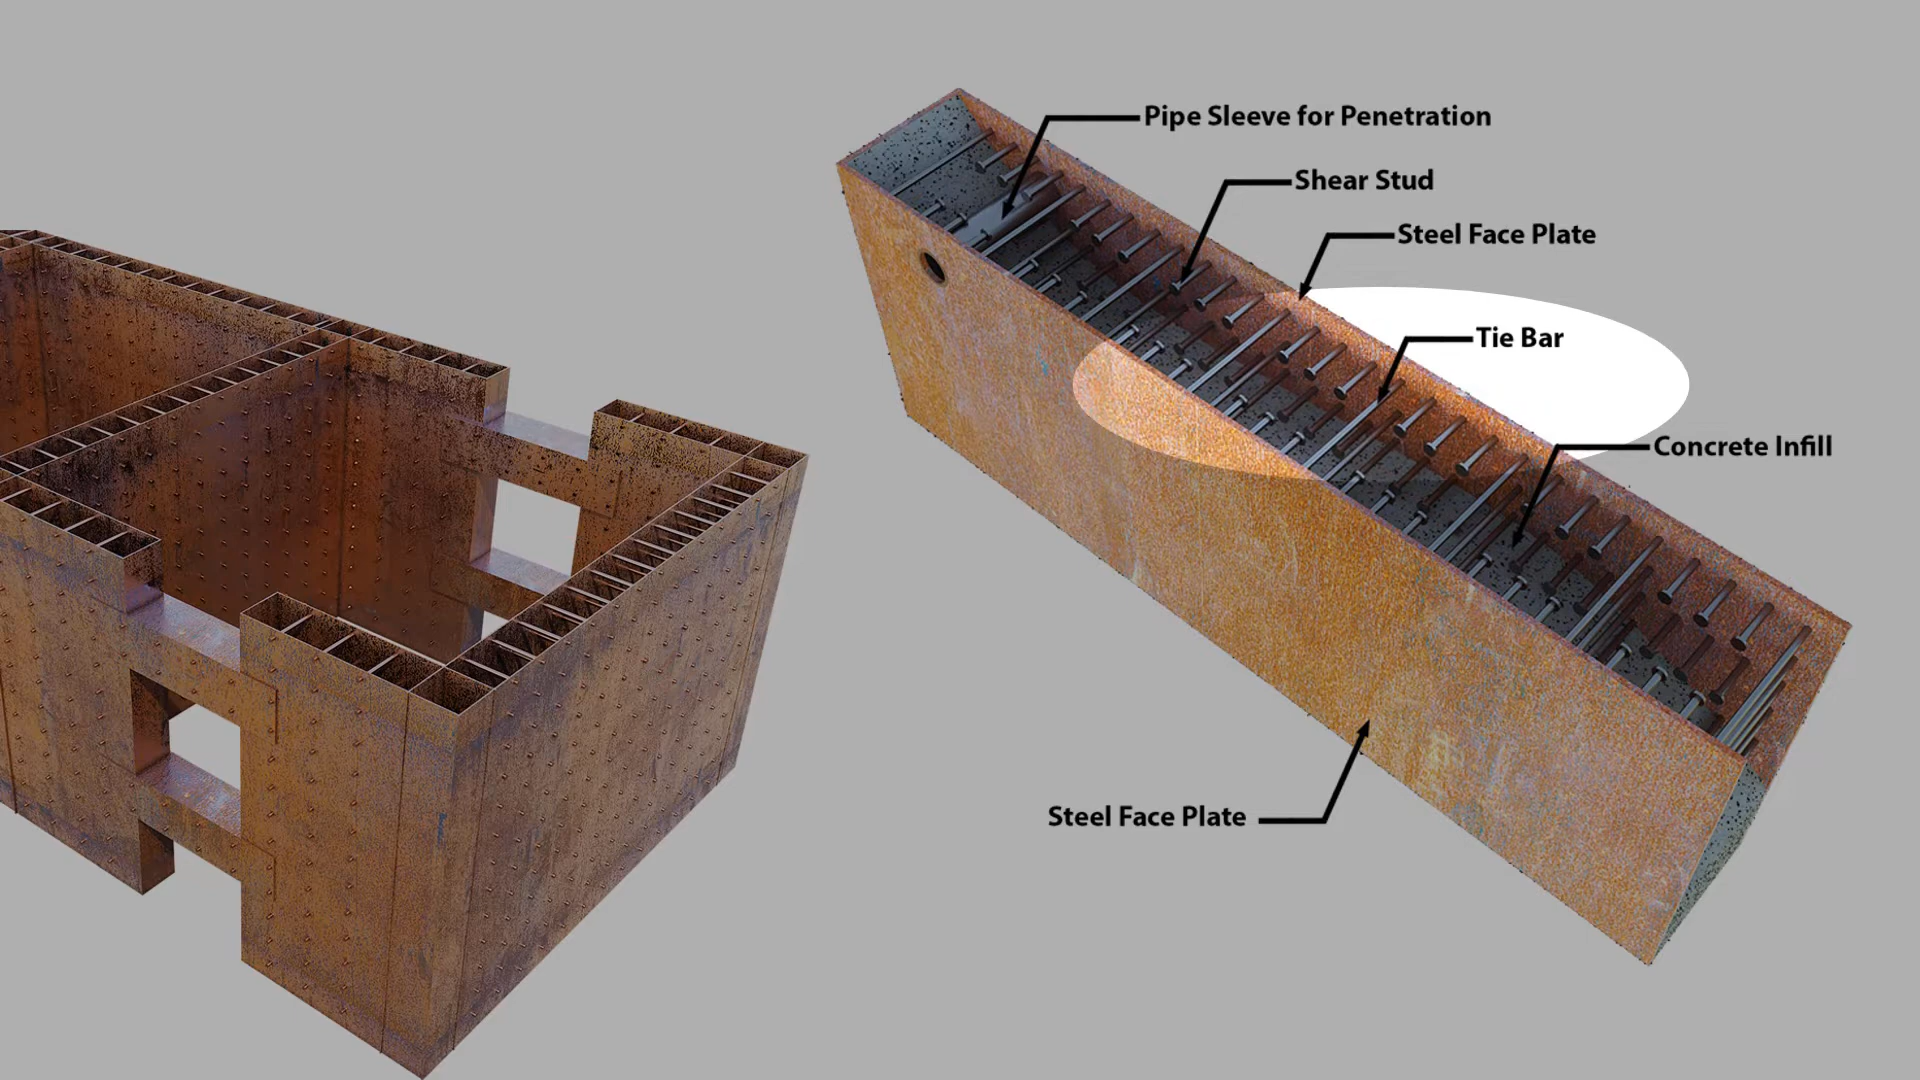 Pipe Sleeve for Penetration
Shear Stud
Steel Face Plate
Tie Bar
Concrete Infill
Steel Face Plate